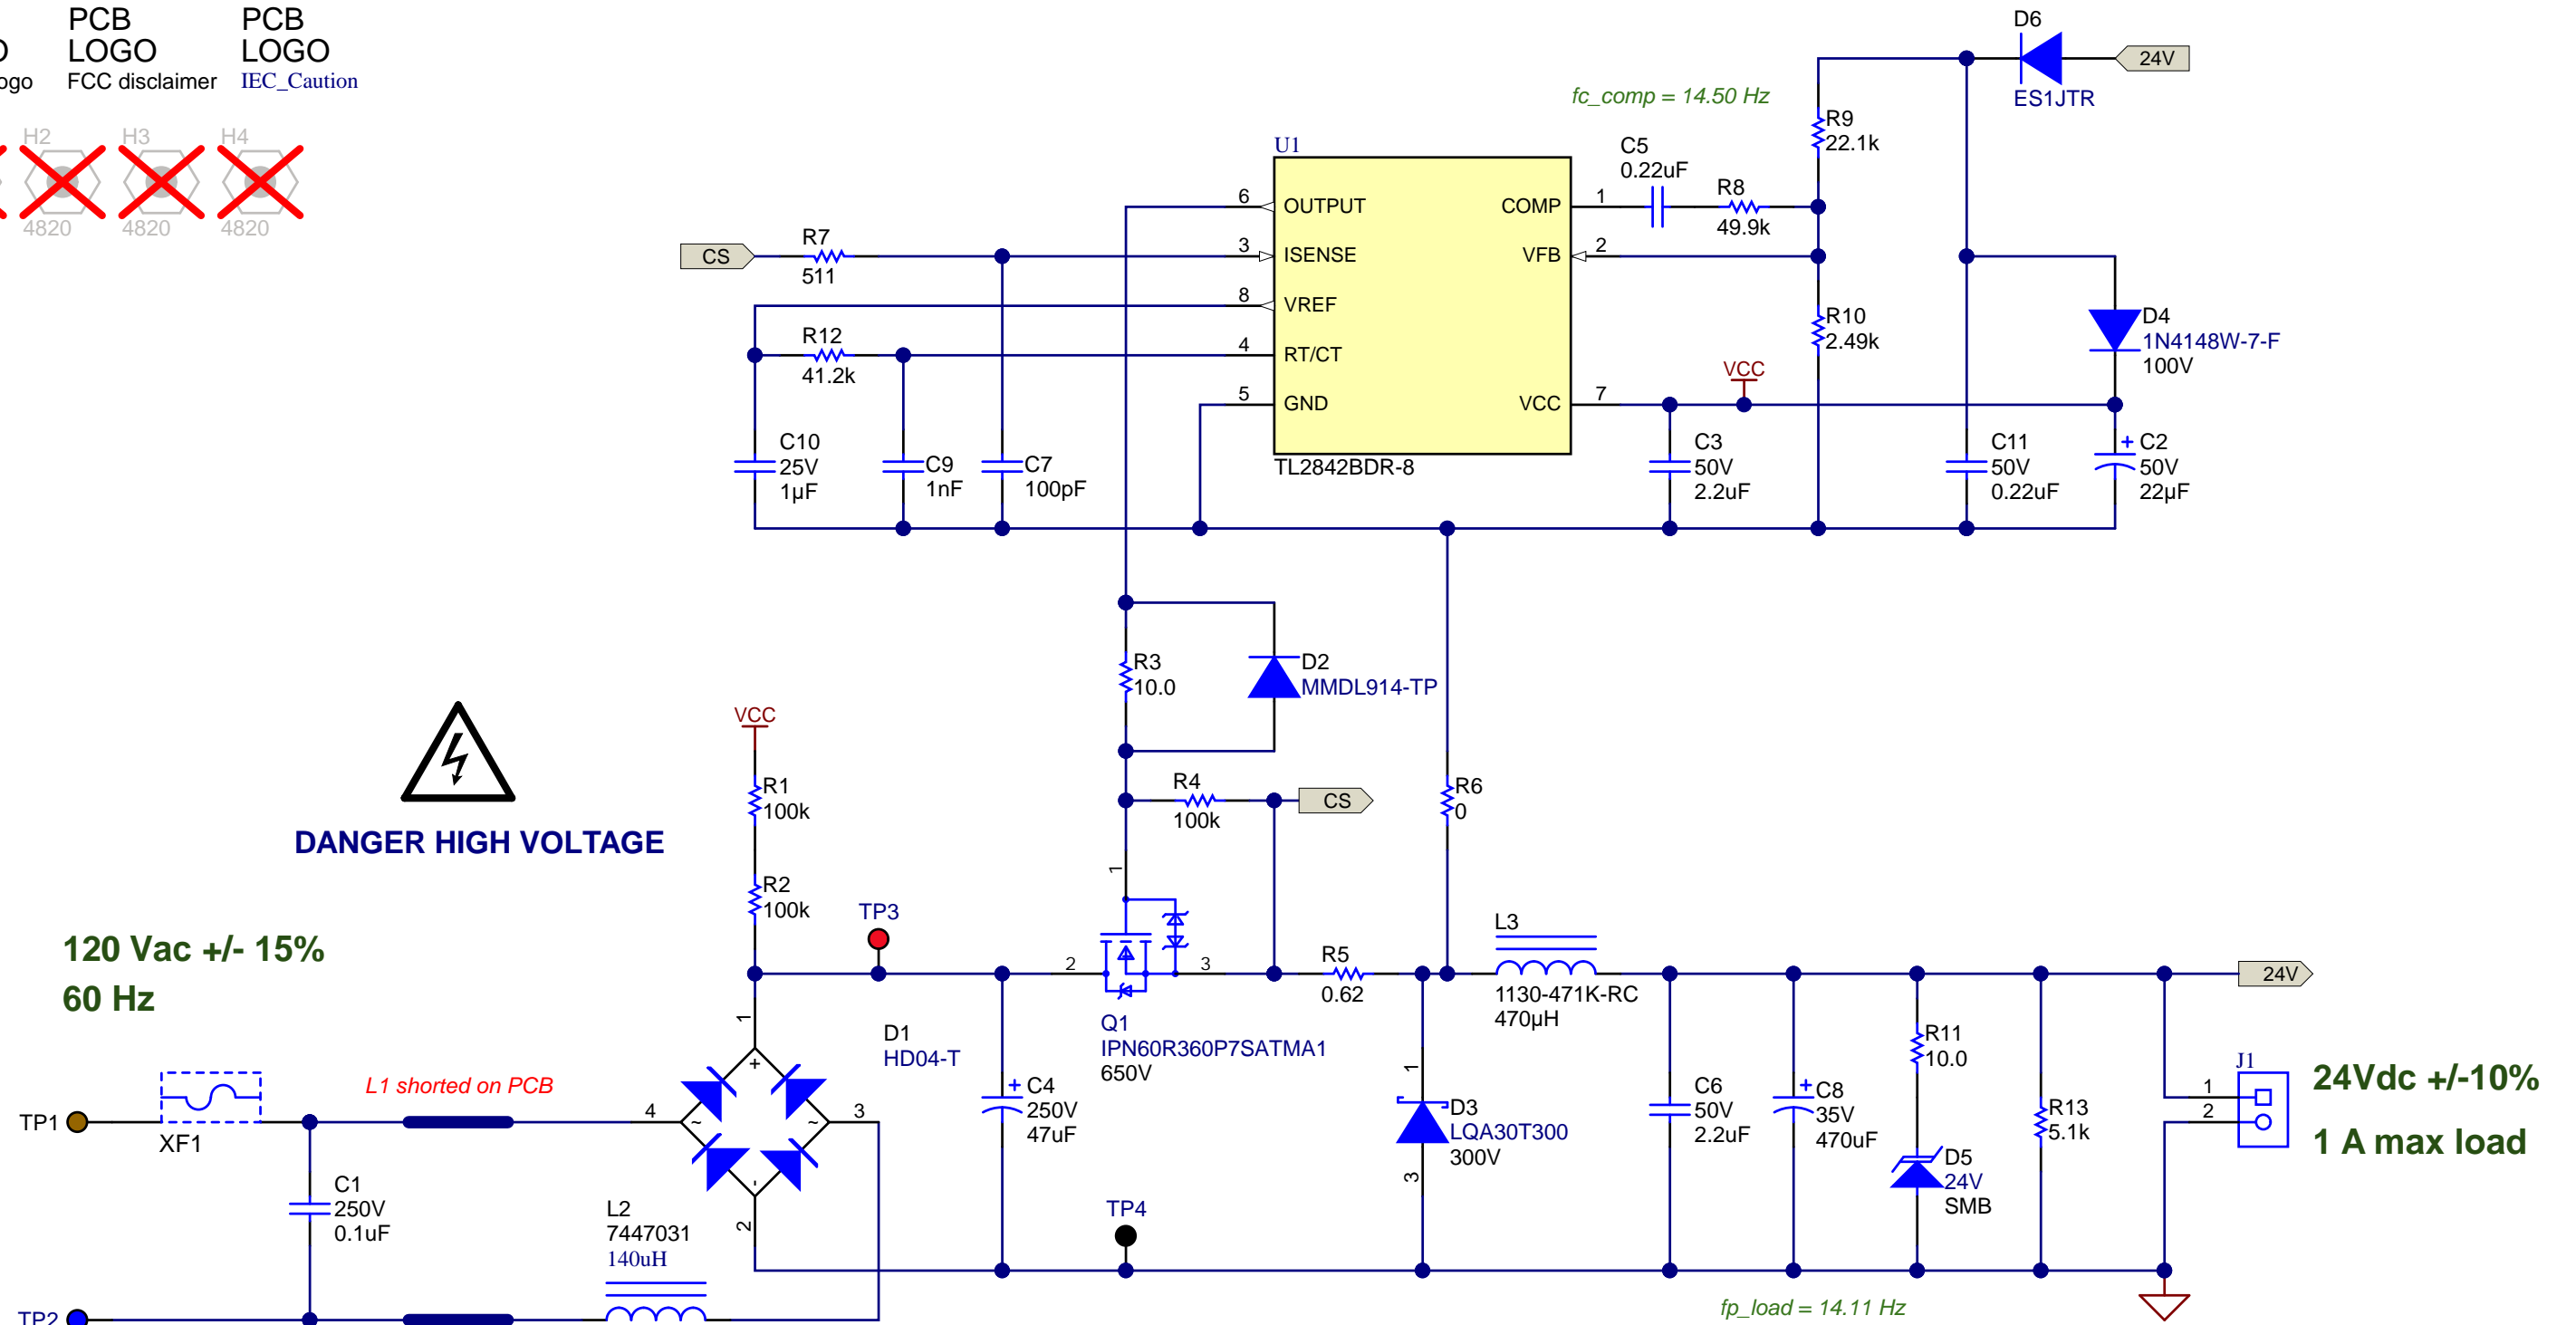 PCB
LOGO
FCC disclaimer
PCB
LOGO
IEC_Caution
H2
4820
H3
4820
H4
4820
D6
ES1JTR
24V
fc_comp = 14.50 Hz
R9
22.1k
U1
C5
0.22uF
R8
49.9k
6
OUTPUT
COMP
1
CS
R7
511
3
ISENSE
VFB
2
8
VREF
R12
41.2k
4
RT/CT
R10
2.49k
D4
1N4148W-7-F
100V
5
GND
VCC
7
VCC
TL2842BDR-8
C10
25V
1µF
C9
1nF
C7
100pF
C3
50V
2.2uF
C11
50V
0.22uF
C2
50V
22µF
R3
10.0
D2
MMDL914-TP
VCC
R1
100k
R2
100k
R4
100k
CS
R6
0
DANGER HIGH VOLTAGE
120 Vac +/- 15%
60 Hz
TP3
1
2
3
Q1
IPN60R360P7SATMA1
650V
R5
0.62
L3
1130-471K-RC
470µH
24V
D1
HD04-T
1
+
4
~
~
3
-
2
C4
250V
47uF
1
D3
LQA30T300
300V
3
C6
50V
2.2uF
C8
35V
470uF
R11
10.0
D5
24V
SMB
R13
5.1k
J1
1
2
24Vdc +/-10%
1 A max load
L1 shorted on PCB
TP1
XF1
C1
250V
0.1uF
L2
7447031
140uH
TP4
TP2
fp_load = 14.11 Hz